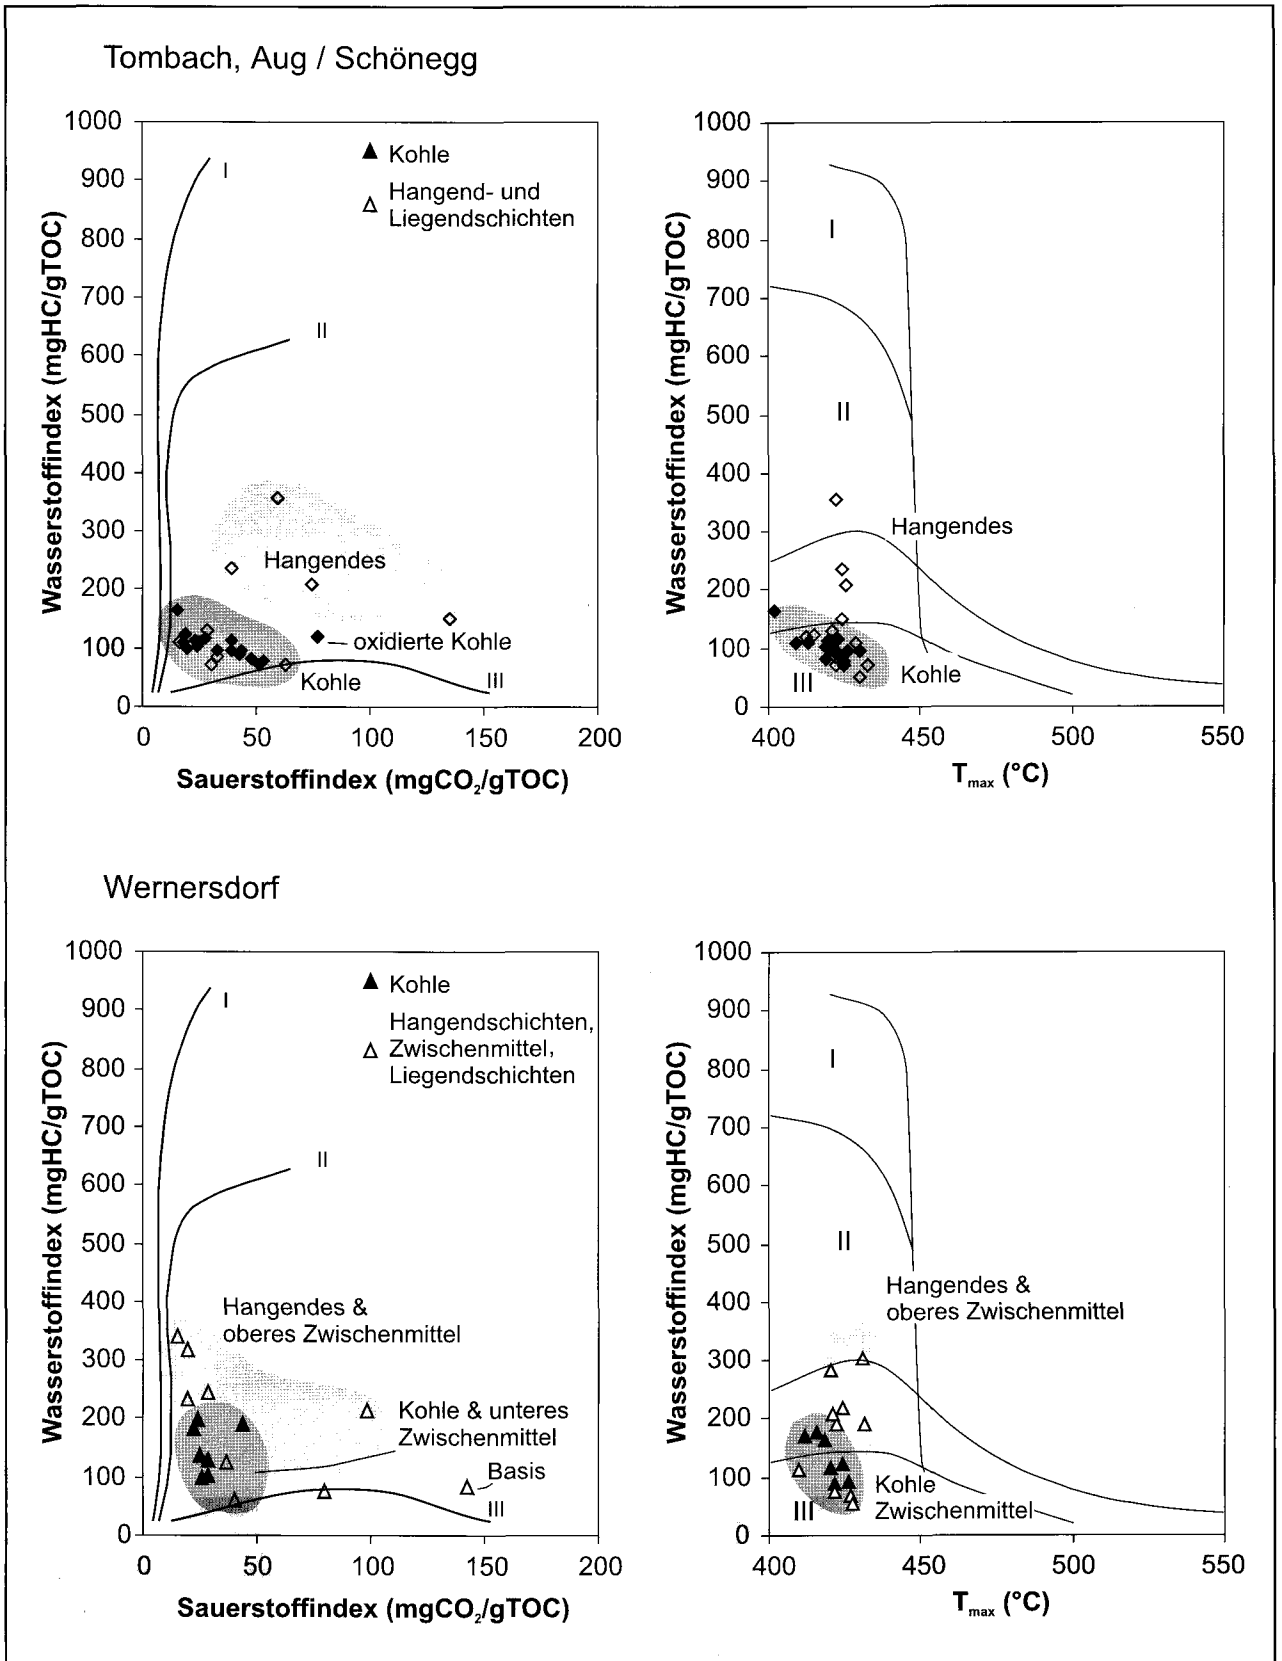 Tombach, Aug / Schönegg
1000
900
800
700
600
500
400
300
200
100
0
Wasserstoffindex (mgHC/gTOC)
I
II
III
Kohle
Hangend- und
Liegendschichten
Hangendes
oxidierte Kohle
Kohle
0
50
100
150
200
Sauerstoffindex (mgCO₂/gTOC)
1000
900
800
700
600
500
400
300
200
100
0
Wasserstoffindex (mgHC/gTOC)
I
II
Hangendes
Kohle
III
400
450
500
550
Tmax (°C)
Wernersdorf
1000
900
800
700
600
500
400
300
200
100
0
Wasserstoffindex (mgHC/gTOC)
I
II
Kohle
Hangendschichten,
Zwischenmittel,
Liegendschichten
Hangendes &
oberes Zwischenmittel
Kohle & unteres
Zwischenmittel
Basis
III
0
50
100
150
200
Sauerstoffindex (mgCO₂/gTOC)
1000
900
800
700
600
500
400
300
200
100
0
Wasserstoffindex (mgHC/gTOC)
I
II
Hangendes &
oberes Zwischenmittel
Kohle
Zwischenmittel
III
400
450
500
550
Tmax (°C)